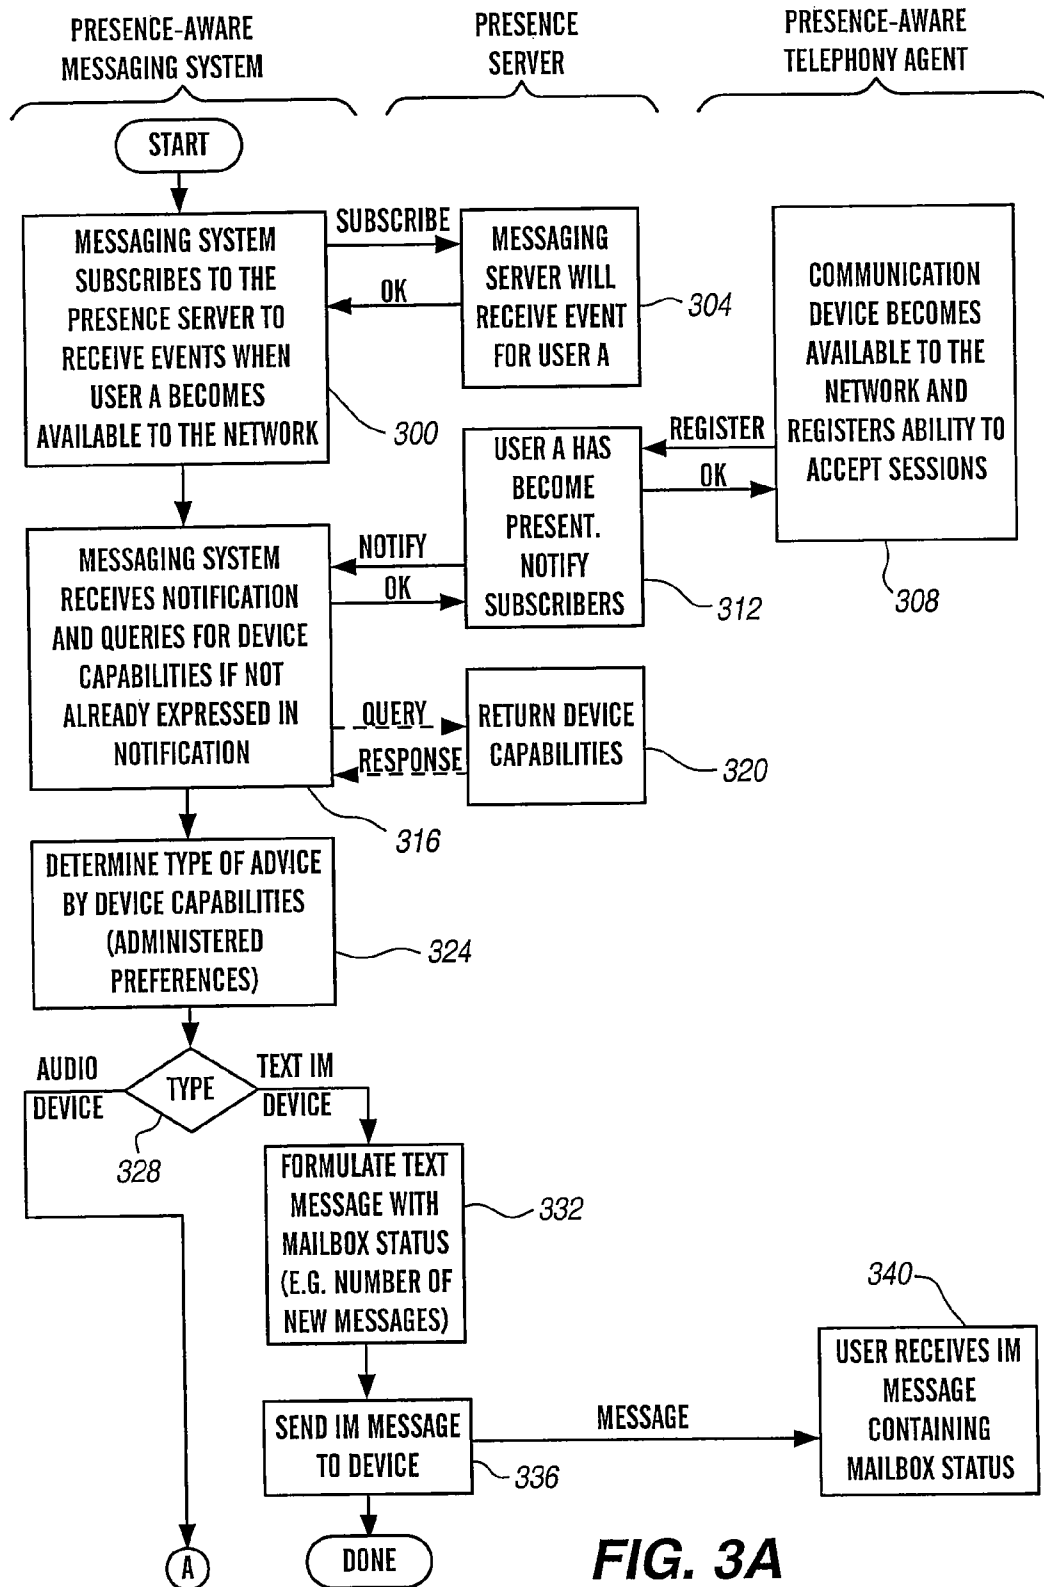 PRESENCE-AWARE
MESSAGING SYSTEM
PRESENCE
SERVER
PRESENCE-AWARE
TELEPHONY AGENT
START
MESSAGING SYSTEM
SUBSCRIBES TO THE
PRESENCE SERVER TO
RECEIVE EVENTS WHEN
USER A BECOMES
AVAILABLE TO THE NETWORK
300
SUBSCRIBE
OK
MESSAGING
SERVER WILL
RECEIVE EVENT
FOR USER A
304
COMMUNICATION
DEVICE BECOMES
AVAILABLE TO THE
NETWORK AND
REGISTERS ABILITY TO
ACCEPT SESSIONS
308
REGISTER
OK
USER A HAS
BECOME
PRESENT.
NOTIFY
SUBSCRIBERS
312
NOTIFY
OK
MESSAGING SYSTEM
RECEIVES NOTIFICATION
AND QUERIES FOR DEVICE
CAPABILITIES IF NOT
ALREADY EXPRESSED IN
NOTIFICATION
316
QUERY
RESPONSE
RETURN DEVICE
CAPABILITIES
320
DETERMINE TYPE OF ADVICE
BY DEVICE CAPABILITIES
(ADMINISTERED
PREFERENCES)
324
AUDIO
DEVICE
TYPE
TEXT IM
DEVICE
328
FORMULATE TEXT
MESSAGE WITH
MAILBOX STATUS
(E.G. NUMBER OF
NEW MESSAGES)
332
SEND IM MESSAGE
TO DEVICE
336
MESSAGE
340
USER RECEIVES IM
MESSAGE
CONTAINING
MAILBOX STATUS
A
DONE
FIG. 3A